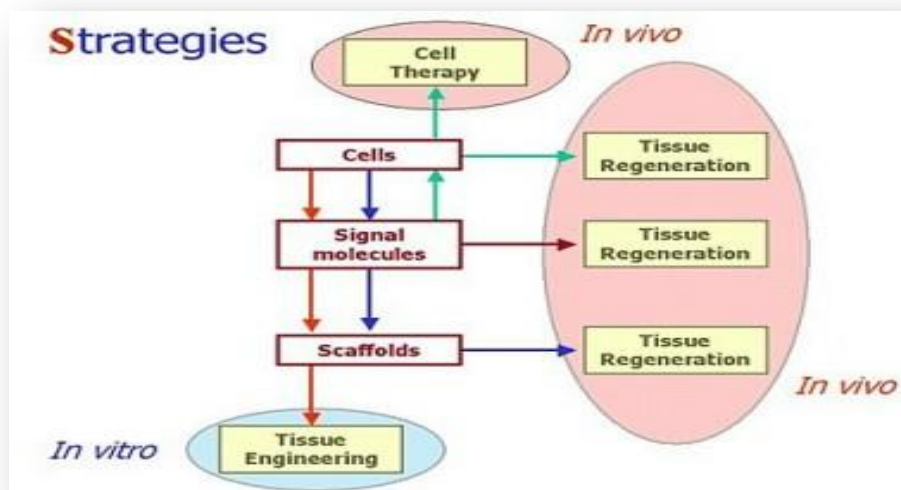 Strategies
In vivo
Cell
Therapy
Cells
Tissue
Regeneration
Signal
molecules
Tissue
Regeneration
Scaffolds
Tissue
Regeneration
In vivo
In vitro
Tissue
Engineering